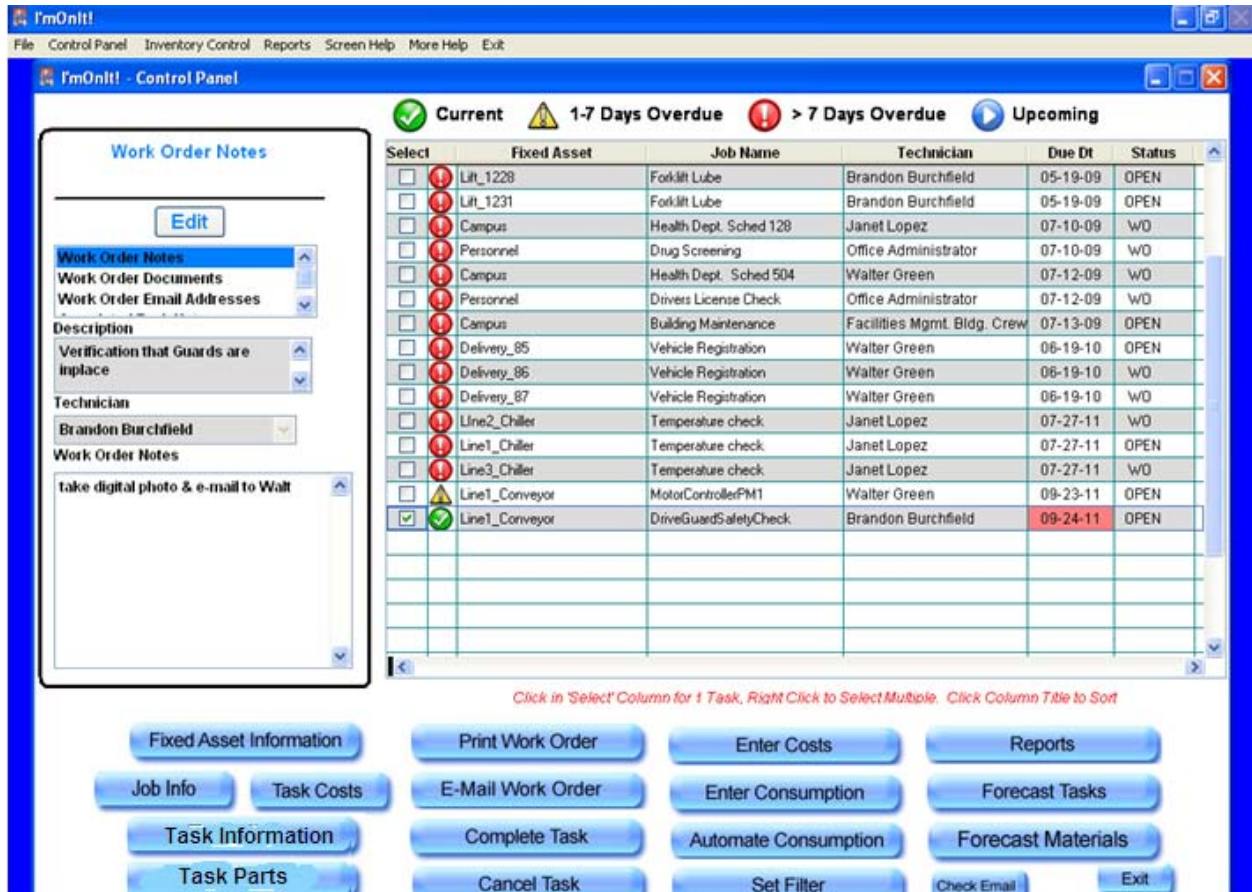 I'mOnIt!
File Control Panel Inventory Control Reports Screen Help More Help Exit
I'mOnIt! - Control Panel
Current 1-7 Days Overdue > 7 Days Overdue Upcoming
Work Order Notes
Edit
Work Order Notes
Work Order Documents
Work Order Email Addresses
Description
Verification that Guards are
inplace
Technician
Brandon Burchfield
Work Order Notes
take digital photo & e-mail to Walt
Select Fixed Asset Job Name Technician Due Dt Status
Lift_1228 Forklift Lube Brandon Burchfield 05-19-09 OPEN
Lift_1231 Forklift Lube Brandon Burchfield 05-19-09 OPEN
Campus Health Dept. Sched 128 Janet Lopez 07-10-09 WO
Personnel Drug Screening Office Administrator 07-10-09 WO
Campus Health Dept. Sched 504 Walter Green 07-12-09 WO
Personnel Drivers License Check Office Administrator 07-12-09 WO
Campus Building Maintenance Facilities Mgmt. Bldg. Crew 07-13-09 OPEN
Delivery_85 Vehicle Registration Walter Green 06-19-10 OPEN
Delivery_86 Vehicle Registration Walter Green 06-19-10 WO
Delivery_87 Vehicle Registration Walter Green 06-19-10 WO
LIne2_Chiller Temperature check Janet Lopez 07-27-11 WO
Line1_Chiller Temperature check Janet Lopez 07-27-11 OPEN
Line3_Chiller Temperature check Janet Lopez 07-27-11 WO
Line1_Conveyor MotorControllerPM1 Walter Green 09-23-11 OPEN
Line1_Conveyor DriveGuardSafetyCheck Brandon Burchfield 09-24-11 OPEN
Click in 'Select' Column for 1 Task, Right Click to Select Multiple. Click Column Title to Sort
Fixed Asset Information Print Work Order Enter Costs Reports
Job Info Task Costs E-Mail Work Order Enter Consumption Forecast Tasks
Task Information Complete Task Automate Consumption Forecast Materials
Task Parts Cancel Task Set Filter Check Email Exit